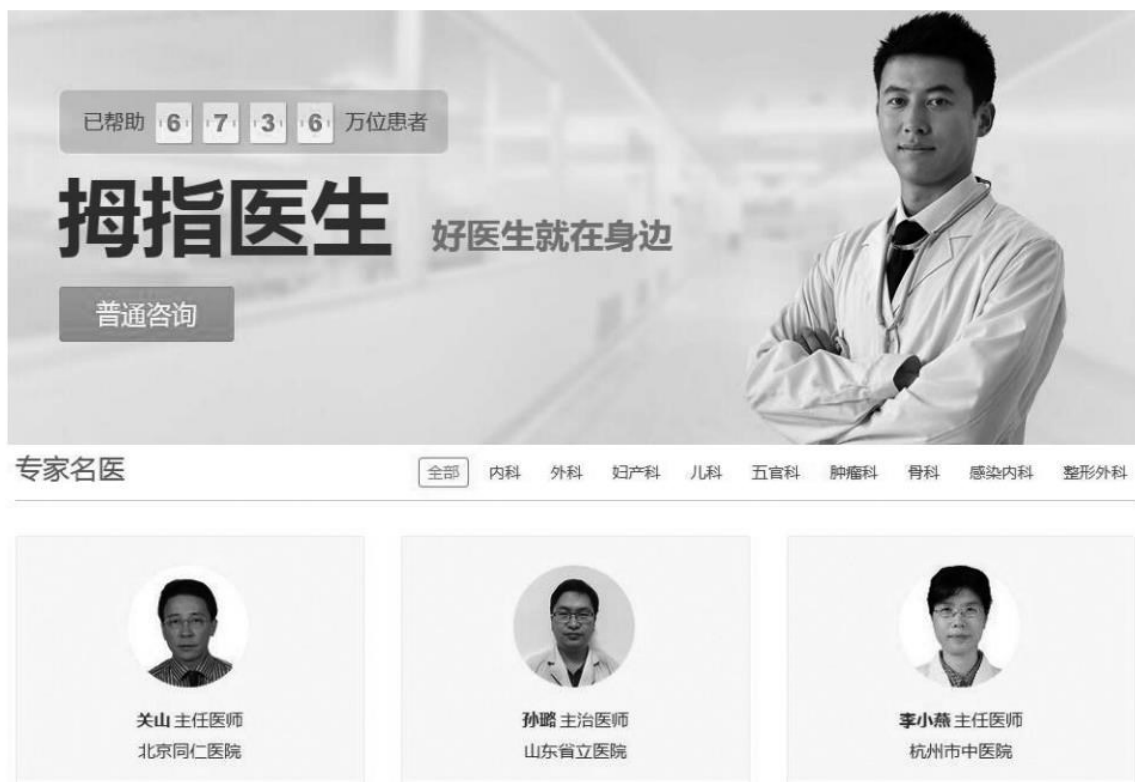 已帮助 6 7 3 6 万位患者
拇指医生 好医生就在身边
普通咨询
专家名医 全部 内科 外科 妇产科 儿科 五官科 肿瘤科 骨科 感染内科 整形外科
关山 主任医师 孙璐 主治医师 李小燕 主任医师
北京同仁医院 山东省立医院 杭州市中医院